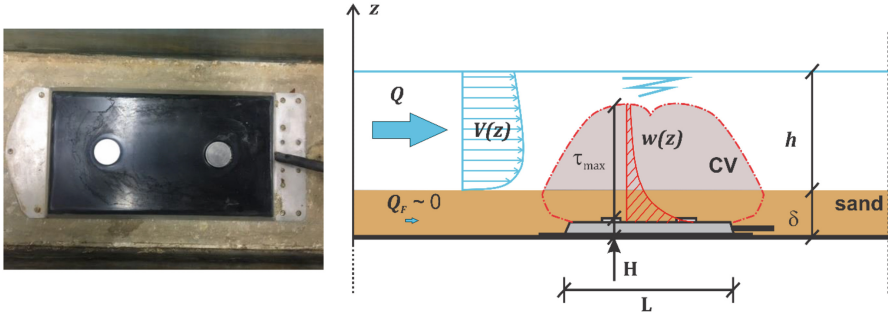 z
Q
V(z)
τmax
w(z)
CV
h
QF ~ 0
sand
δ
H
L